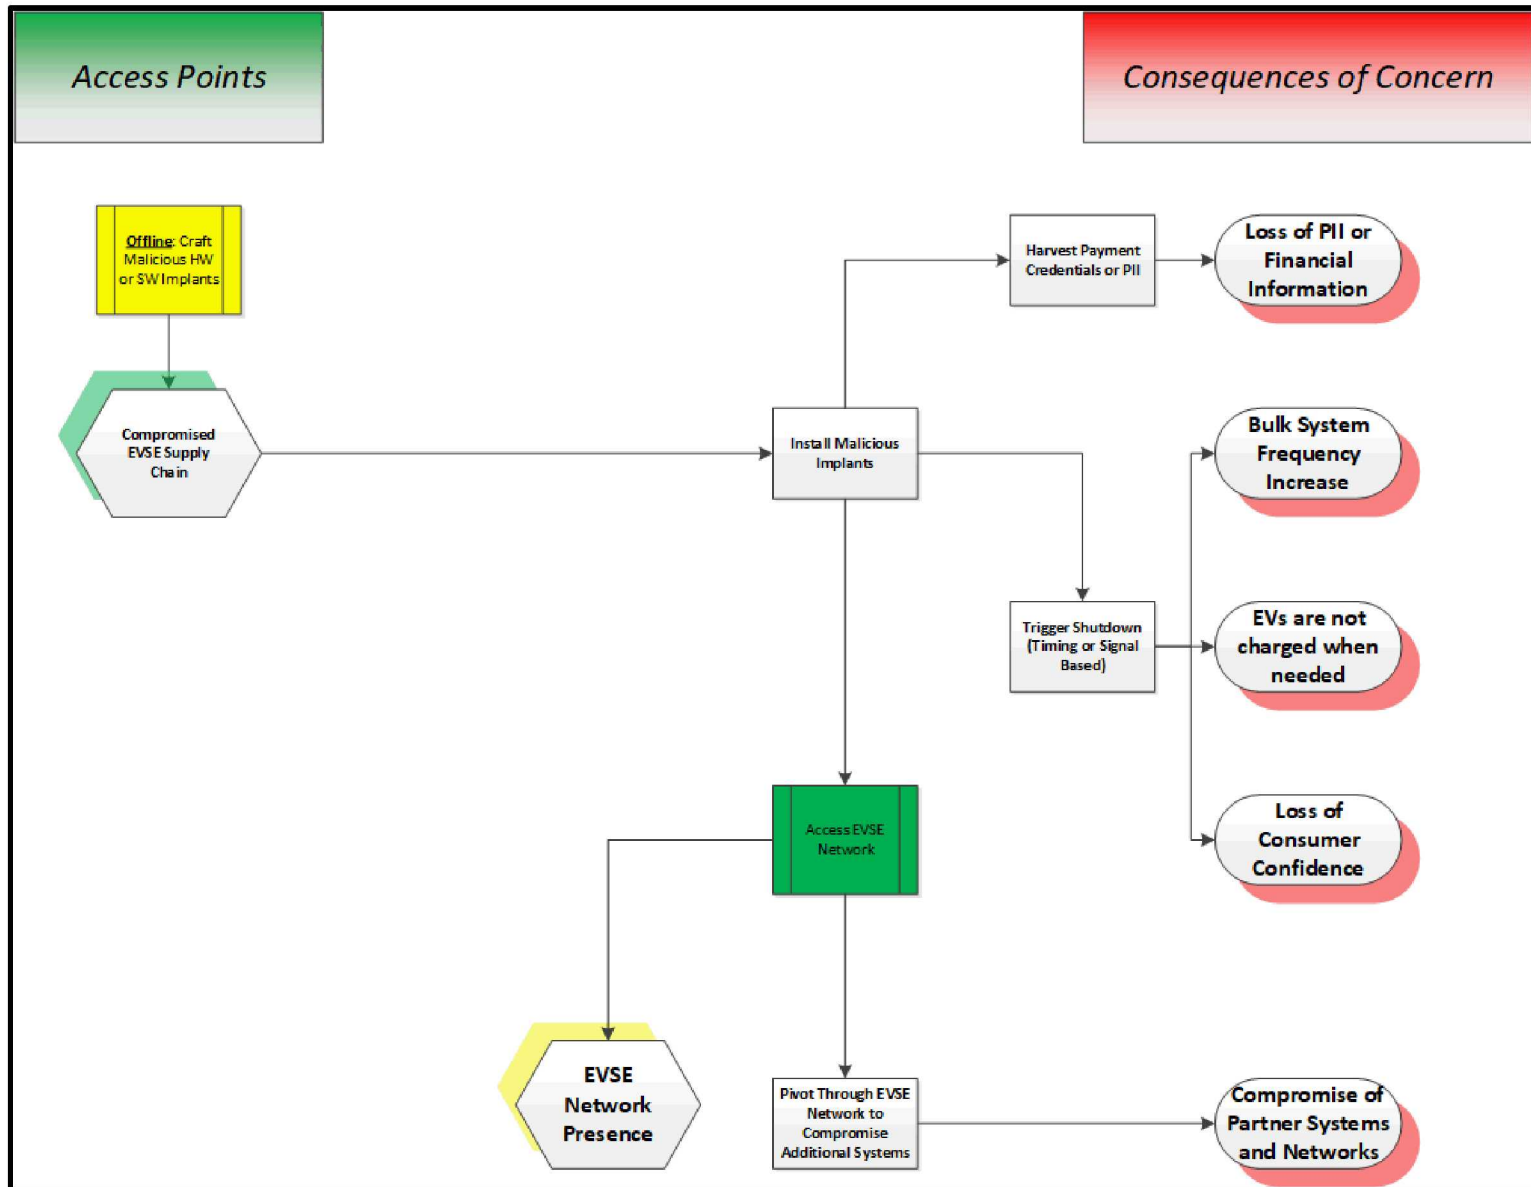 Access Points
Consequences of Concern
Offline: Craft
Malicious HW
or SW Implants
Harvest Payment
Credentials or PII
Loss of PII or
Financial
Information
Compromised
EVSE Supply
Chain
Install Malicious
Implants
Bulk System
Frequency
Increase
Trigger Shutdown
(Timing or Signal
Based)
EVs are not
charged when
needed
Access EVSE
Network
Loss of
Consumer
Confidence
EVSE
Network
Presence
Pivot Through EVSE
Network to
Compromise
Additional Systems
Compromise of
Partner Systems
and Networks